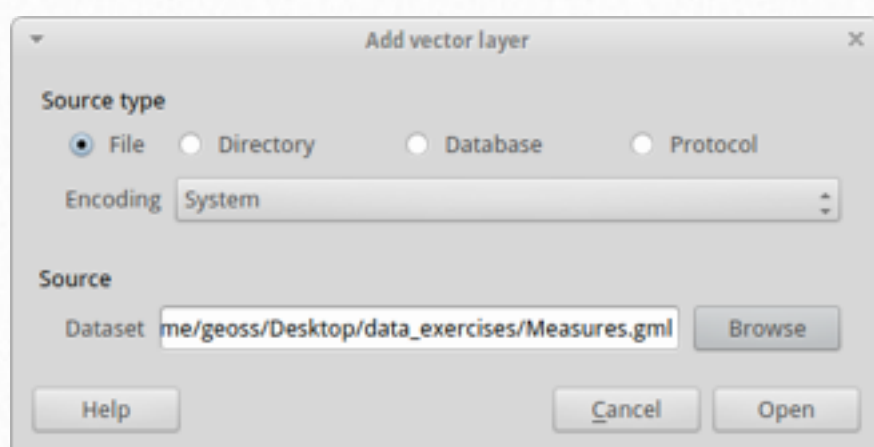 Add vector layer
Source type
File Directory Database Protocol
Encoding System
Source
Dataset me/geoss/Desktop/data_exercises/Measures.gml Browse
Help Cancel Open